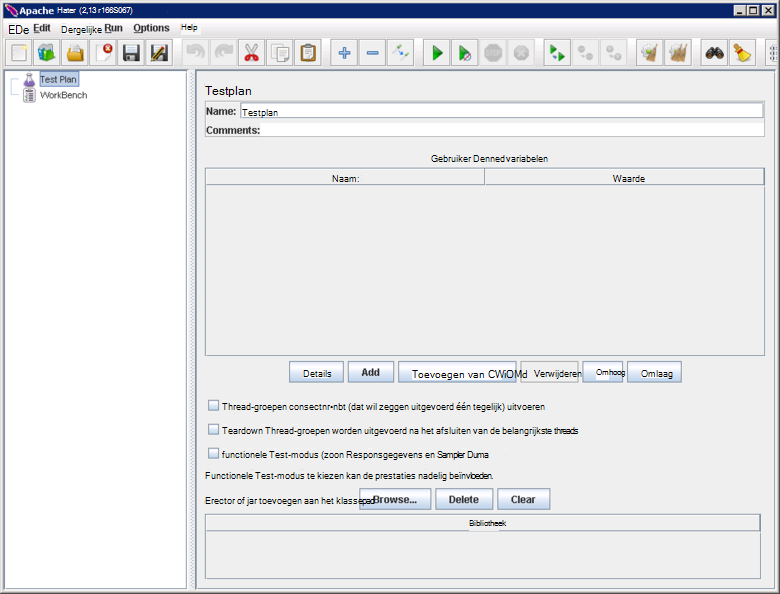 Apache Hater (2,13 r1665067)
EDe Edit Dergelijke Run Options Help
Test Plan
WorkBench
Testplan
Name: Testplan
Comments:
Gebruiker Dennedvariabelen
Naam: Waarde
Details Add Toevoegen van CWiOMd Verwijderen Omhoog Omlaag
Thread-groepen consectnr•nbt (dat wil zeggen uitgevoerd één tegelijk) uitvoeren
Teardown Thread-groepen worden uitgevoerd na het afsluiten van de belangrijkste threads
functionele Test-modus (zoon Responsgegevens en Sampler Duma
Functionele Test-modus te kiezen kan de prestaties nadelig beïnvloeden.
Erector of jar toevoegen aan het klassepad Browse... Delete Clear
Bibliotheek